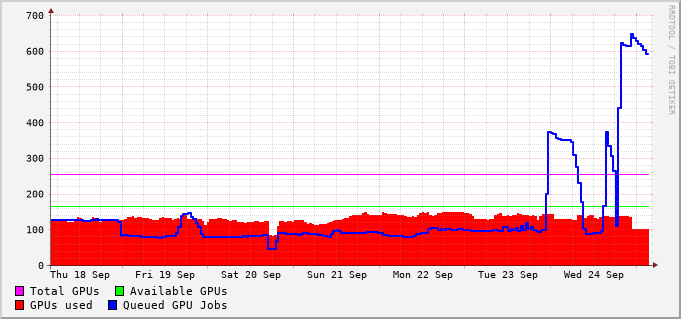 700
600
500
400
300
200
100
0
Thu 18 Sep Fri 19 Sep Sat 20 Sep Sun 21 Sep Mon 22 Sep Tue 23 Sep Wed 24 Sep
Total GPUs Available GPUs
GPUs used Queued GPU Jobs
RRDTOOL / TOBI OETIKER